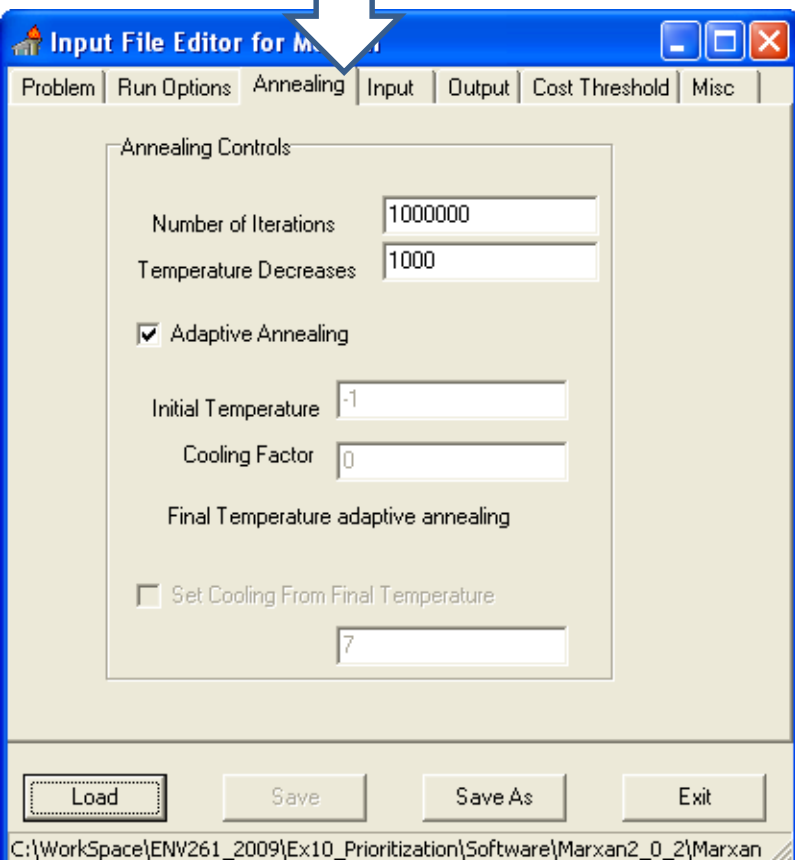 Input File Editor for
Problem Run Options Annealing Input Output Cost Threshold Misc
Annealing Controls
Number of Iterations 1000000
Temperature Decreases 1000
Adaptive Annealing
Initial Temperature -1
Cooling Factor 0
Final Temperature adaptive annealing
Set Cooling From Final Temperature
7
Load Save Save As Exit
C:\WorkSpace\ENV261_2009\Ex10_Prioritization\Software\Marxan2_0_2\Marxan